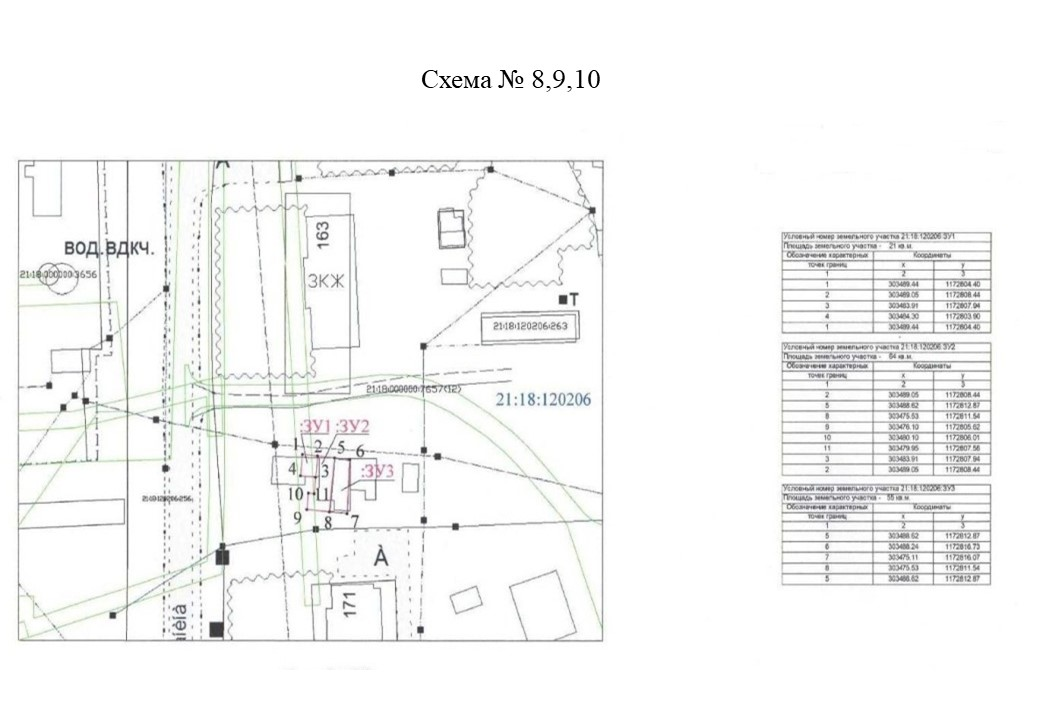 Схема № 8,9,10
ВОД.ВДКЧ.
21:18:000000:3656
163
3КЖ
Т
21:18:120206:263
21:18:000000:7657(12)
21:18:120206
:ЗУ1 :ЗУ2
1 2 5 6
4 3 :ЗУ3
10 11
9 8 7
À
171
Условный номер земельного участка 21:18:120206:ЗУ1
Площадь земельного участка - 21 кв.м.
Обозначение характерных точек границ Координаты
x y
1 2 3
1 303489.44 1172804.40
2 303489.05 1172808.44
3 303483.91 1172807.94
4 303484.30 1172803.90
1 303489.44 1172804.40
Условный номер земельного участка 21:18:120206:ЗУ2
Площадь земельного участка - 64 кв.м.
Обозначение характерных точек границ Координаты
x y
1 2 3
2 303489.05 1172808.44
5 303488.62 1172812.87
8 303475.53 1172811.54
9 303476.10 1172805.62
10 303480.10 1172806.01
11 303479.95 1172807.56
3 303483.91 1172807.94
2 303489.05 1172808.44
Условный номер земельного участка 21:18:120206:ЗУ3
Площадь земельного участка - 55 кв.м.
Обозначение характерных точек границ Координаты
x y
1 2 3
5 303488.62 1172812.87
6 303488.24 1172816.73
7 303475.11 1172816.07
8 303475.53 1172811.54
5 303488.62 1172812.87